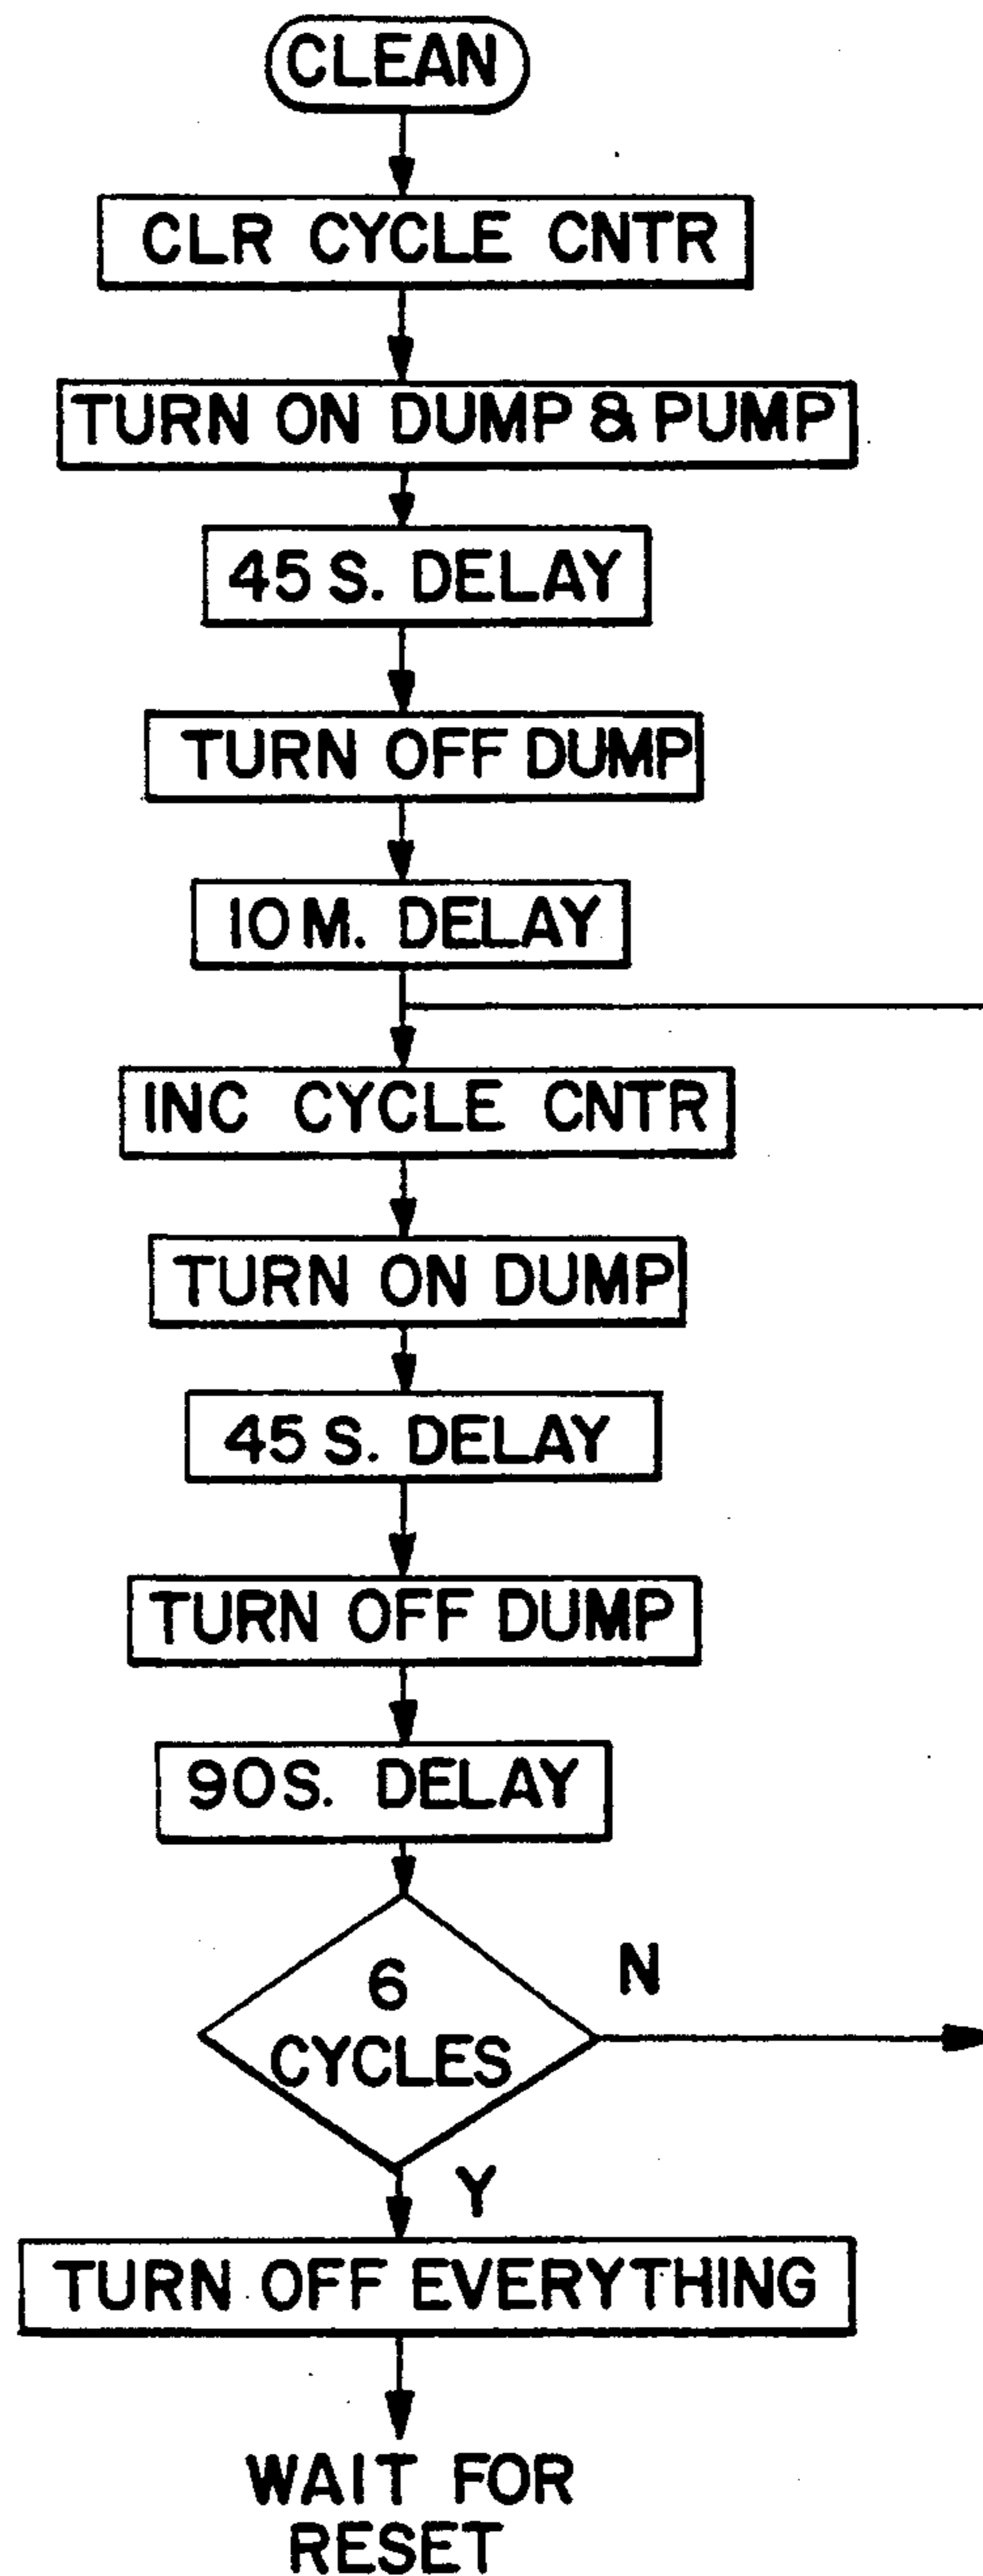 CLEAN
CLR CYCLE CNTR
TURN ON DUMP & PUMP
45 S. DELAY
TURN OFF DUMP
10 M. DELAY
INC CYCLE CNTR
TURN ON DUMP
45 S. DELAY
TURN OFF DUMP
90 S. DELAY
6
CYCLES
N
Y
TURN OFF EVERYTHING
WAIT FOR
RESET